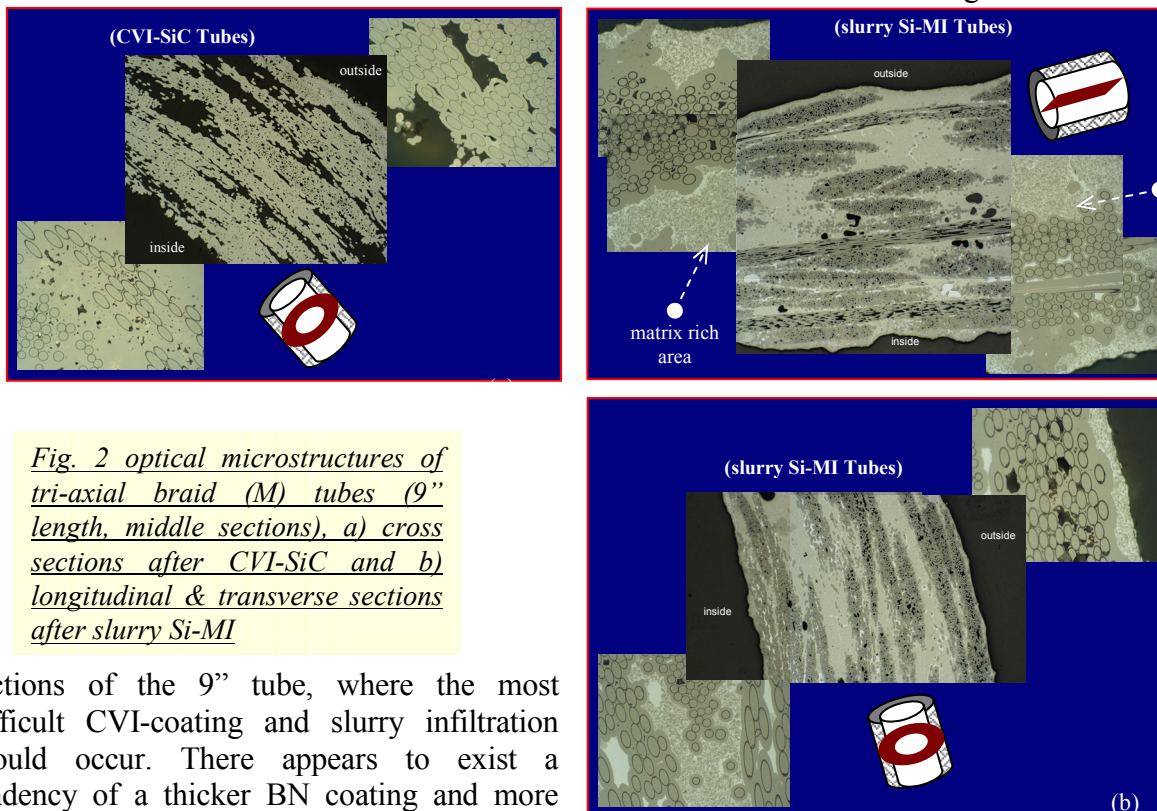 (CVI-SiC Tubes)
outside
inside
(slurry Si-MI Tubes)
outside
inside
matrix rich
area
Fig. 2 optical microstructures of
tri-axial braid (M) tubes (9”
length, middle sections), a) cross
sections after CVI-SiC and b)
longitudinal & transverse sections
after slurry Si-MI
ctions of the 9” tube, where the most
fficult CVI-coating and slurry infiltration
ould occur. There appears to exist a
ndency of a thicker BN coating and more
(slurry Si-MI Tubes)
outside
inside
(b)